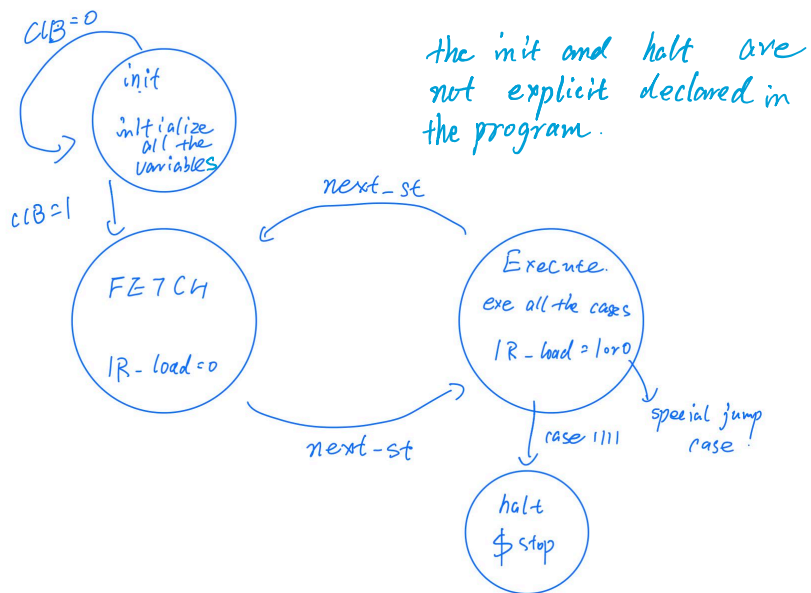 ClB=0
the init and halt are
not explicit declared in
the program.
init
initialize
all the
variables
ClB=1
next_st
FETCH
IR_load=0
Execute.
exe all the cases
IR_load=1or0
next-st
case 1111
special jump
case!
halt
$stop